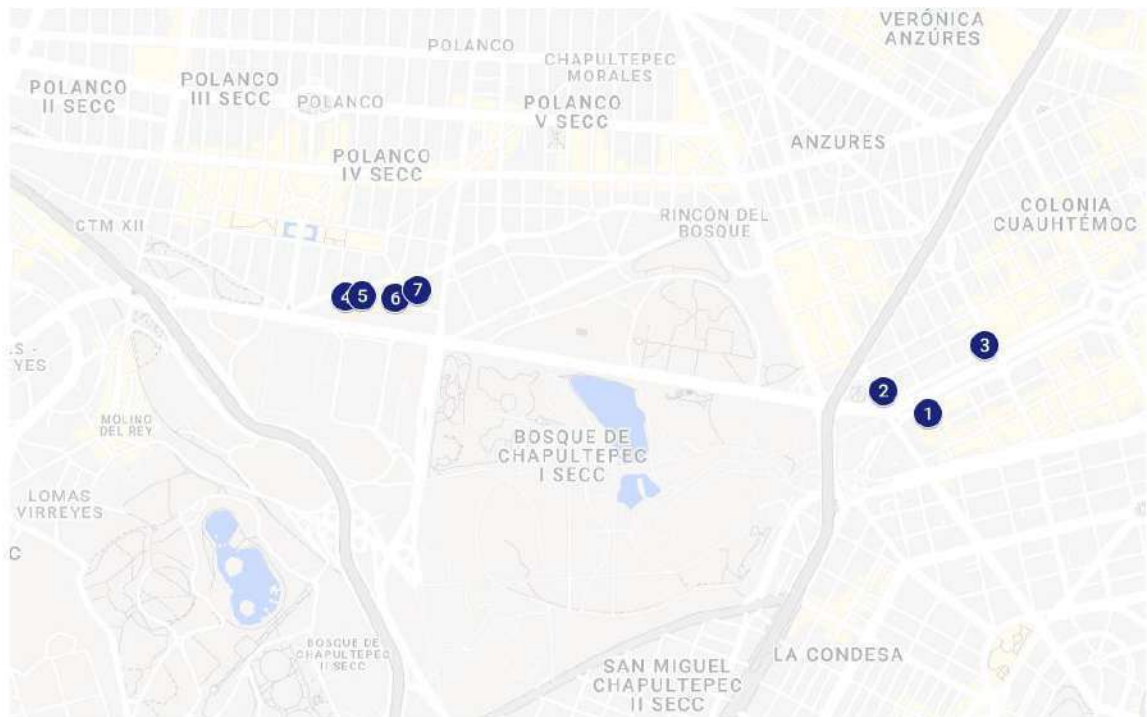 VERÓNICA
ANZÚRES
POLANCO
CHAPULTEPEC
MORALES
POLANCO
II SECC
POLANCO
III SECC
POLANCO
POLANCO
V SECC
ANZURES
POLANCO
IV SECC
COLONIA
CUAUHTÉMOC
RINCÓN DEL
BOSQUE
CTM XII
4
5
6
7
3
YES
2
1
MOLINO
DEL REY
BOSQUE DE
CHAPULTEPEC
I SECC
LOMAS
VIRREYES
C
BOSQUE DE
CHAPULTEPEC
II SECC
LA CONDESA
SAN MIGUEL
CHAPULTEPEC
II SECC